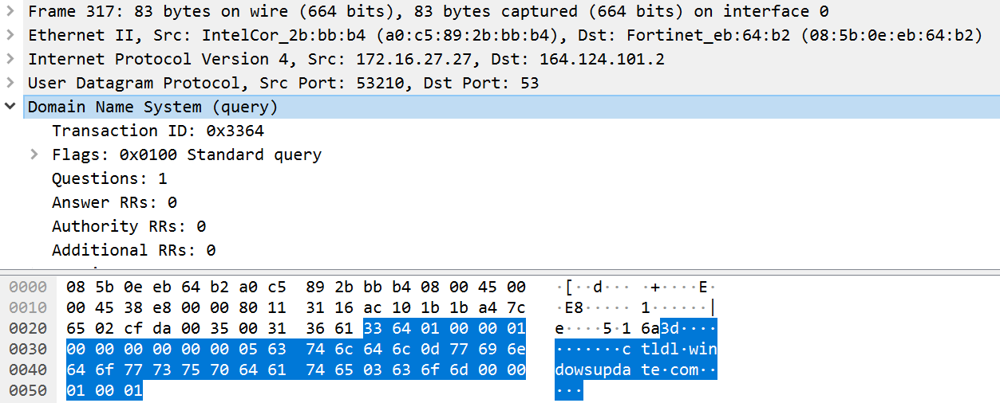 Frame 317: 83 bytes on wire (664 bits), 83 bytes captured (664 bits) on interface 0
Ethernet II, Src: IntelCor_2b:bb:b4 (a0:c5:89:2b:bb:b4), Dst: Fortinet_eb:64:b2 (08:5b:0e:eb:64:b2)
Internet Protocol Version 4, Src: 172.16.27.27, Dst: 164.124.101.2
User Datagram Protocol, Src Port: 53210, Dst Port: 53
Domain Name System (query)
Transaction ID: 0x3364
Flags: 0x0100 Standard query
Questions: 1
Answer RRs: 0
Authority RRs: 0
Additional RRs: 0
0000 08 5b 0e eb 64 b2 a0 c5 89 2b bb b4 08 00 45 00 ·[··d··· ·+····E·
0010 00 45 38 e8 00 00 80 11 31 16 ac 10 1b 1b a4 7c ·E8····· 1······|
0020 65 02 cf da 00 35 00 31 36 61 33 64 01 00 00 01 e····5·1 6a3d····
0030 00 00 00 00 00 00 05 63 74 6c 64 6c 0d 77 69 6e ·······c tldl·win
0040 64 6f 77 73 75 70 64 61 74 65 03 63 6f 6d 00 00 dowsupda te·com··
0050 01 00 01 ···